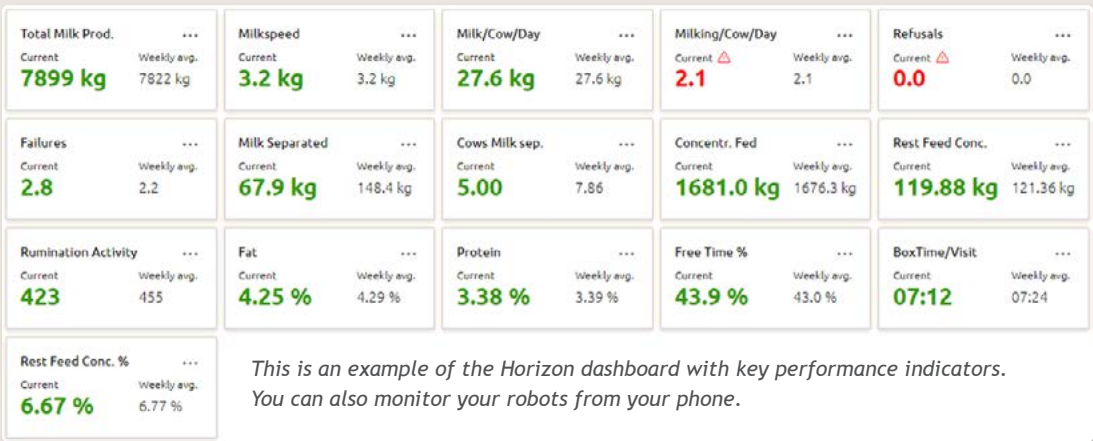 Total Milk Prod. ...
Current Weekly avg.
7899 kg 7822 kg
Milkspeed ...
Current Weekly avg.
3.2 kg 3.2 kg
Milk/Cow/Day ...
Current Weekly avg.
27.6 kg 27.6 kg
Milking/Cow/Day ...
Current Weekly avg.
2.1 2.1
Refusals ...
Current Weekly avg.
0.0 0.0
Failures ...
Current Weekly avg.
2.8 2.2
Milk Separated ...
Current Weekly avg.
67.9 kg 148.4 kg
Cows Milk sep. ...
Current Weekly avg.
5.00 7.86
Concentr. Fed ...
Current Weekly avg.
1681.0 kg 1676.3 kg
Rest Feed Conc. ...
Current Weekly avg.
119.88 kg 121.36 kg
Rumination Activity ...
Current Weekly avg.
423 455
Fat ...
Current Weekly avg.
4.25 % 4.29 %
Protein ...
Current Weekly avg.
3.38 % 3.39 %
Free Time % ...
Current Weekly avg.
43.9 % 43.0 %
BoxTime/Visit ...
Current Weekly avg.
07:12 07:24
Rest Feed Conc. % ...
Current Weekly avg.
6.67 % 6.77 %
This is an example of the Horizon dashboard with key performance indicators.
You can also monitor your robots from your phone.